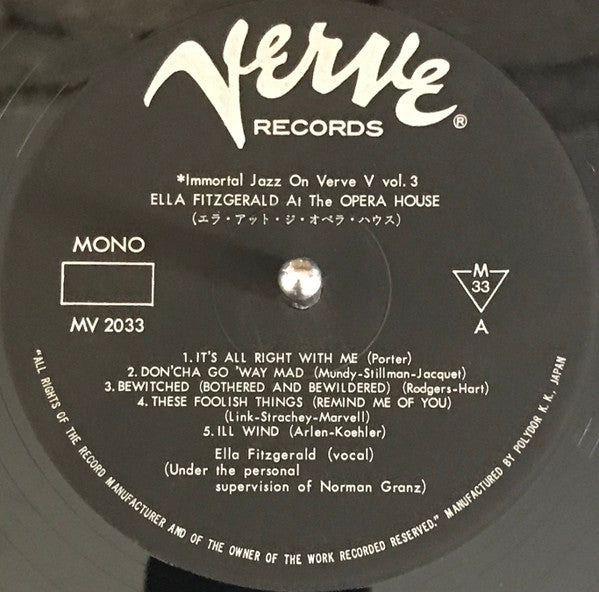 Verve
RECORDS ®
*Immortal Jazz On Verve V vol. 3
ELLA FITZGERALD At The OPERA HOUSE
(エラ・アット・ジ・オペラ・ハウス)
MONO
MV 2033
M
33
A
1. IT'S ALL RIGHT WITH ME (Porter)
2. DON'CHA GO 'WAY MAD (Mundy-Stillman-Jacquet)
3. BEWITCHED (BOTHERED AND BEWILDERED) (Rodgers-Hart)
4. THESE FOOLISH THINGS (REMIND ME OF YOU)
(Link-Strachey-Marvell)
5. ILL WIND (Arlen-Koehler)
Ella Fitzgerald (vocal)
(Under the personal
supervision of Norman Granz)
"ALL RIGHTS OF THE RECORD MANUFACTURER AND OF THE OWNER OF THE WORK RECORDED RESERVED." MANUFACTURED BY POLYDOR K. K. JAPAN